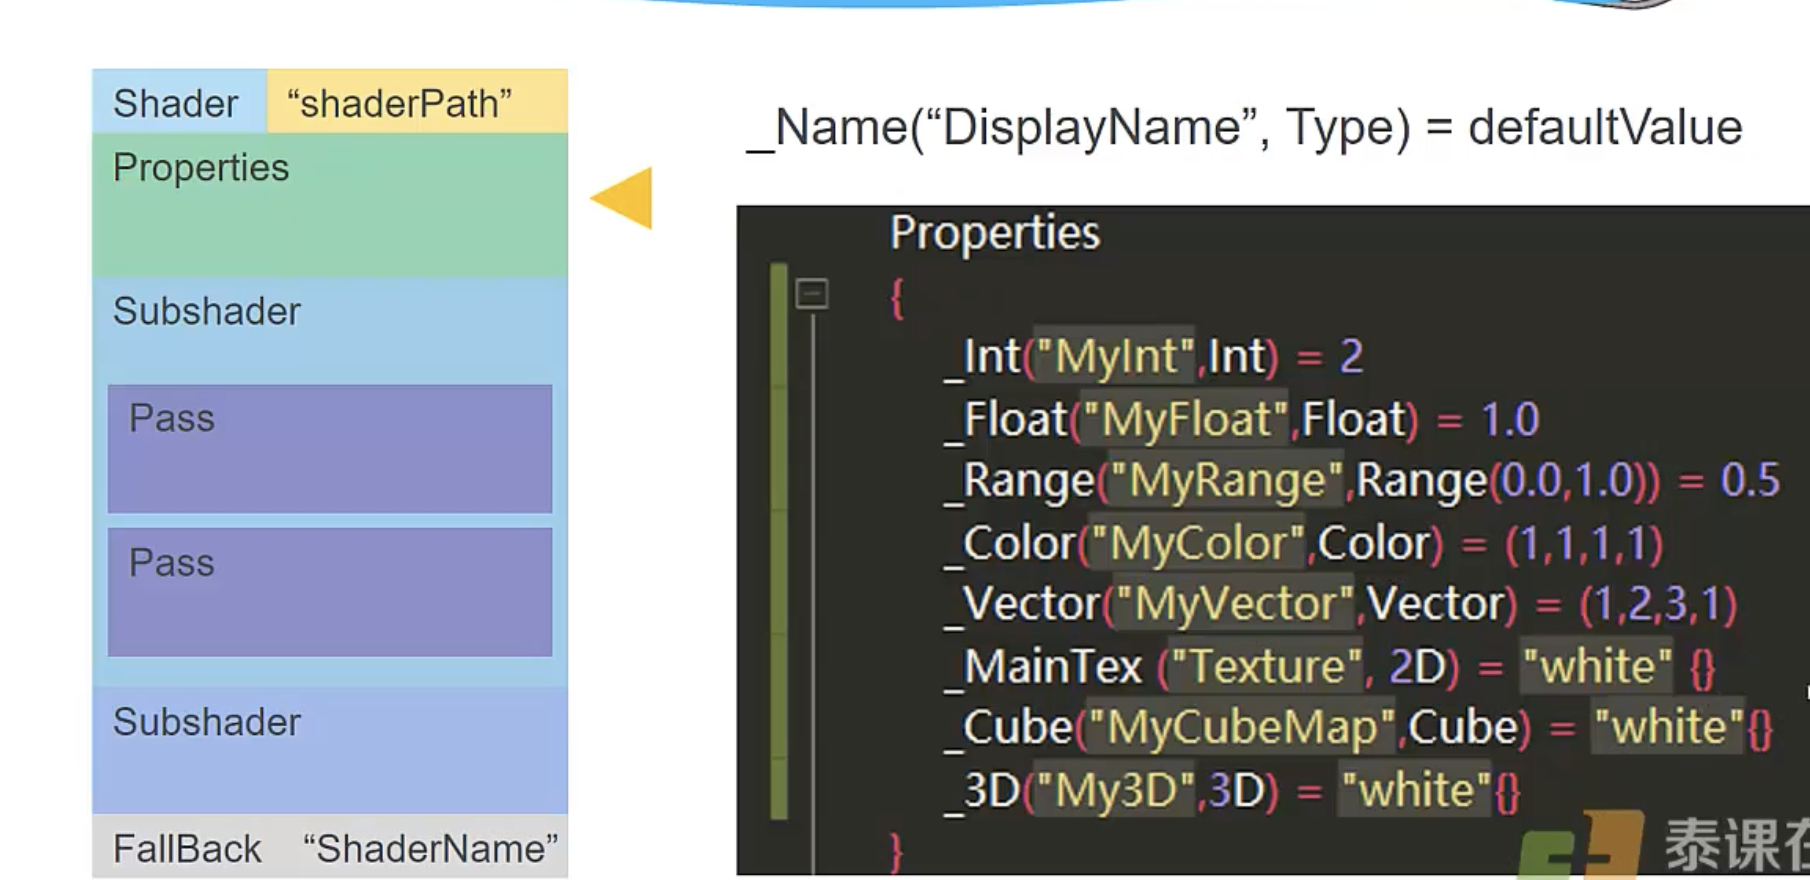 Shader “shaderPath”
Properties
Subshader
Pass
Pass
Subshader
FallBack “ShaderName”
_Name(“DisplayName”, Type) = defaultValue
Properties
{
_Int("MyInt",Int) = 2
_Float("MyFloat",Float) = 1.0
_Range("MyRange",Range(0.0,1.0)) = 0.5
_Color("MyColor",Color) = (1,1,1,1)
_Vector("MyVector",Vector) = (1,2,3,1)
_MainTex ("Texture", 2D) = "white" {}
_Cube("MyCubeMap",Cube) = "white"{}
_3D("My3D",3D) = "white"{}
}
泰课在